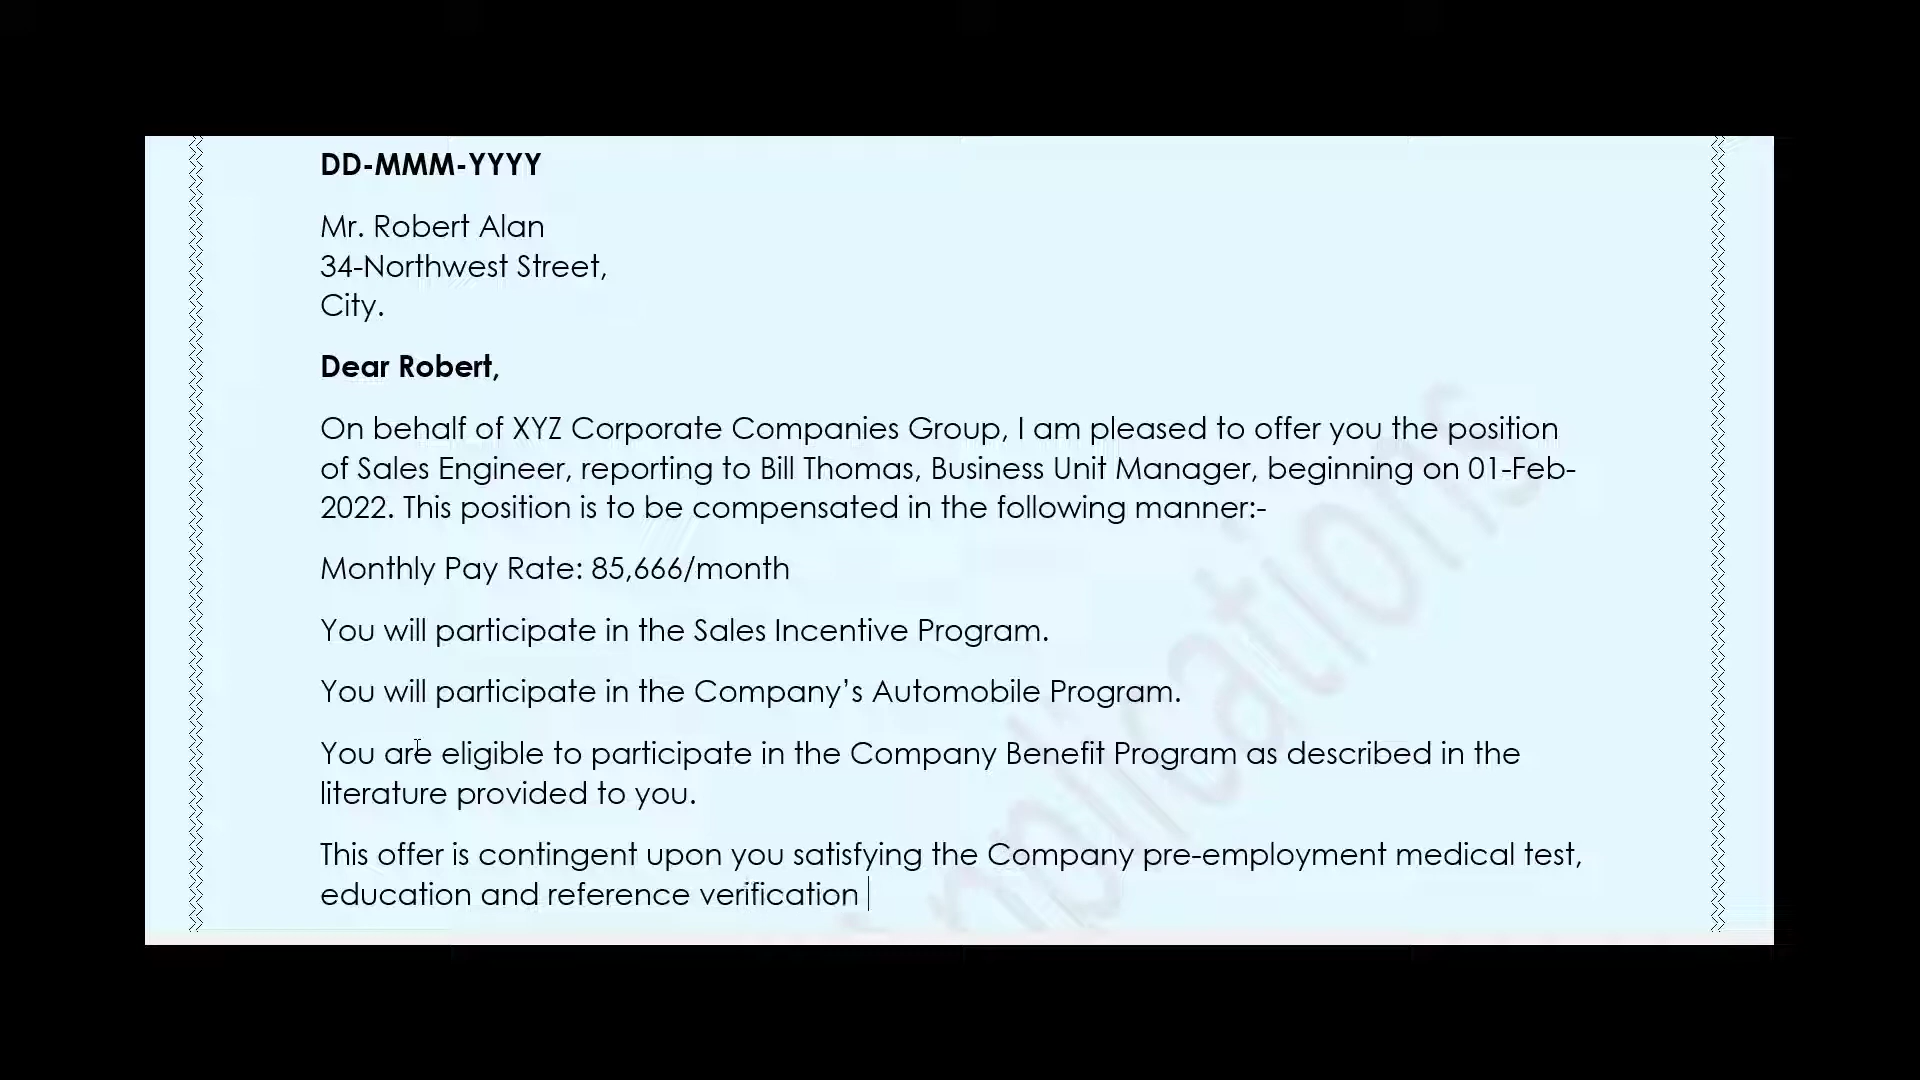 DD-MMM-YYYY
Mr. Robert Alan
34-Northwest Street,
City.
Dear Robert,
On behalf of XYZ Corporate Companies Group, I am pleased to offer you the position
of Sales Engineer, reporting to Bill Thomas, Business Unit Manager, beginning on 01-Feb-
2022. This position is to be compensated in the following manner:-
Monthly Pay Rate: 85,666/month
You will participate in the Sales Incentive Program.
You will participate in the Company’s Automobile Program.
You are eligible to participate in the Company Benefit Program as described in the
literature provided to you.
This offer is contingent upon you satisfying the Company pre-employment medical test,
education and reference verification